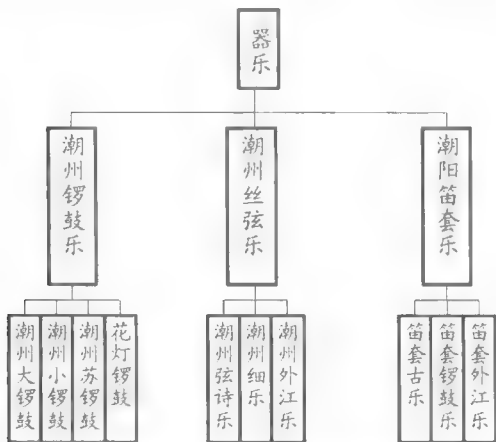 器乐
潮州锣鼓乐
潮州丝弦乐
潮阳笛套乐
潮州大锣鼓
潮州小锣鼓
潮州苏锣鼓
花灯锣鼓
潮州弦诗乐
潮州细乐
潮州外江乐
笛套古乐
笛套锣鼓乐
笛套外江乐